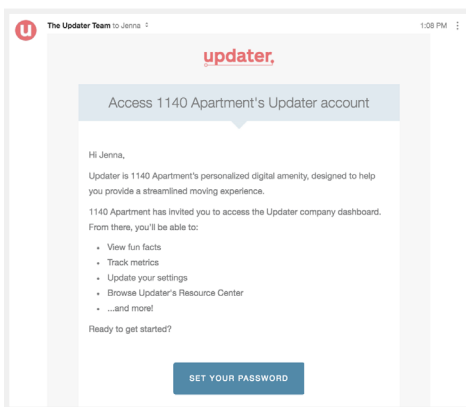 The Updater Team to Jenna
1:08 PM
updater.
Access 1140 Apartment's Updater account
Hi Jenna,
Updater is 1140 Apartment's personalized digital amenity, designed to help
you provide a streamlined moving experience.
1140 Apartment has invited you to access the Updater company dashboard.
From there, you'll be able to:
• View fun facts
• Track metrics
• Update your settings
• Browse Updater's Resource Center
• ...and more!
Ready to get started?
SET YOUR PASSWORD